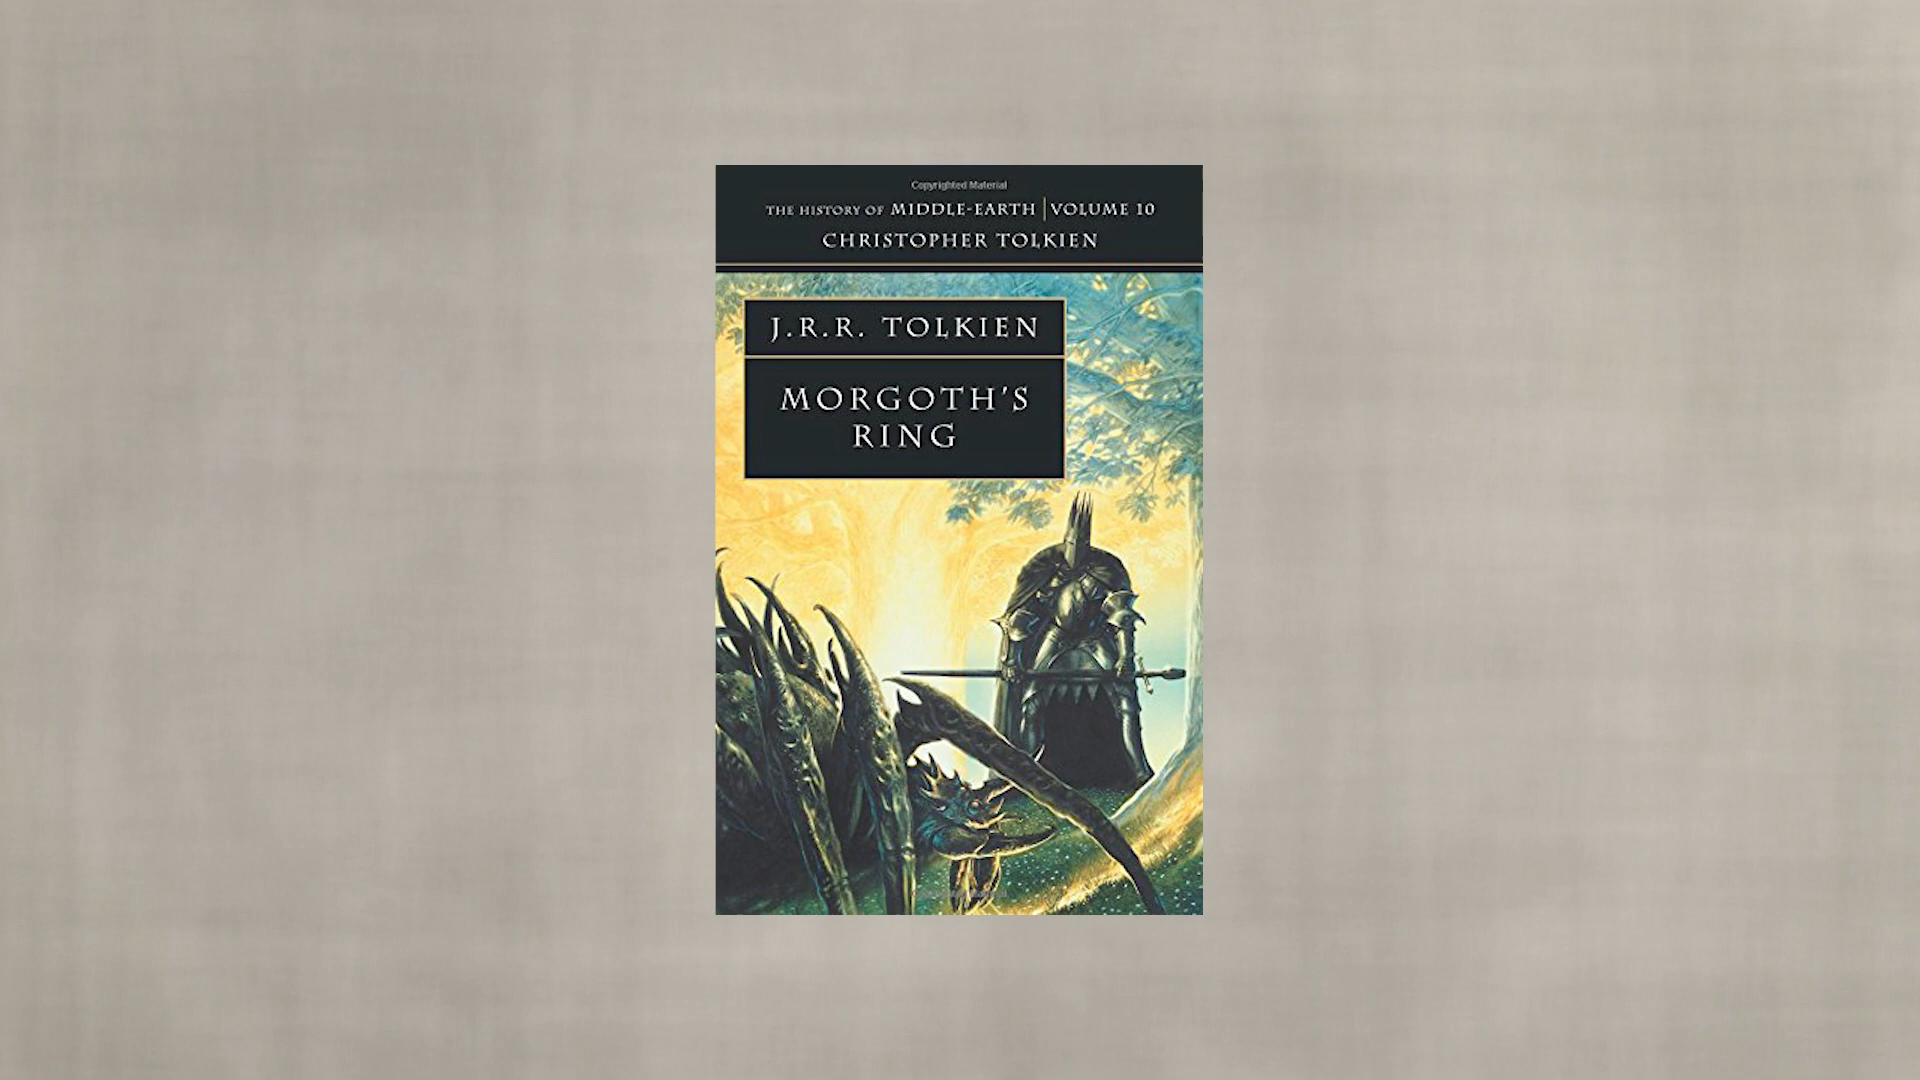 Copyrighted Material
THE HISTORY OF MIDDLE-EARTH | VOLUME 10
CHRISTOPHER TOLKIEN
J.R.R. TOLKIEN
MORGOTH'S
RING